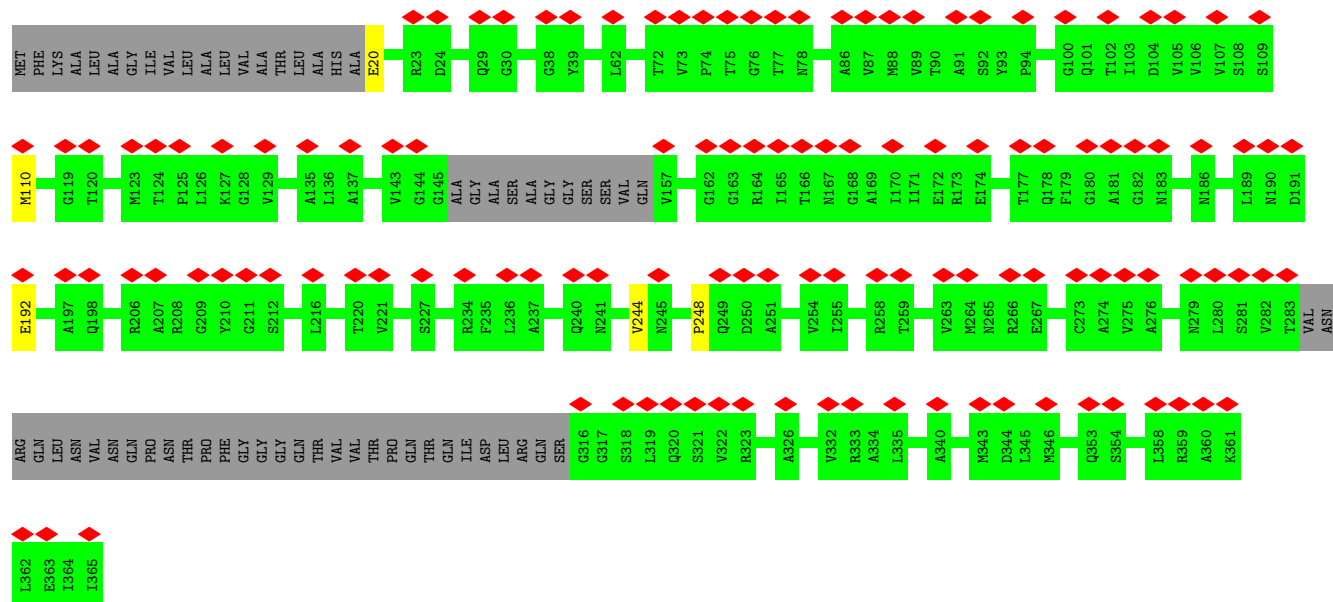 MET PHE LYS ALA LEU ALA GLY ILE VAL LEU ALA LEU VAL ALA THR LEU ALA HIS ALA E20 R23 D24 Q29 G30 G38 Y39 L62 T72 V73 P74 T75 G76 T77 N78 A86 V87 M88 V89 T90 A91 S92 Y93 P94 G100 Q101 T102 I103 D104 V105 V106 V107 S108 S109
M110 G119 T120 M123 T124 P125 L126 K127 G128 V129 A135 L136 A137 V143 G144 G145 ALA GLY ALA SER ALA GLY GLY SER SER VAL GLN V157 G162 G163 R164 I165 T166 N167 G168 A169 I170 I171 E172 R173 E174 T177 Q178 F179 G180 A181 G182 N183 N186 L189 N190 D191
E192 A197 Q198 R206 A207 R208 G209 Y210 G211 S212 L216 T220 V221 S227 R234 F235 L236 A237 Q240 N241 V244 N245 P248 Q249 D250 A251 V254 I255 R258 T259 V263 M264 N265 R266 E267 C273 A274 V275 A276 N279 L280 S281 V282 T283 VAL ASN
ARG GLN LEU ASN VAL ASN GLN PRO ASN THR PRO PHE GLY GLY GLY GLN THR VAL VAL THR PRO GLN THR GLN ILE ASP LEU ARG GLN SER G316 G317 S318 L319 Q320 S321 V322 R323 A326 V332 R333 A334 L335 A340 M343 D344 L345 M346 Q353 S354 L358 R359 A360 K361
L362 E363 I364 I365